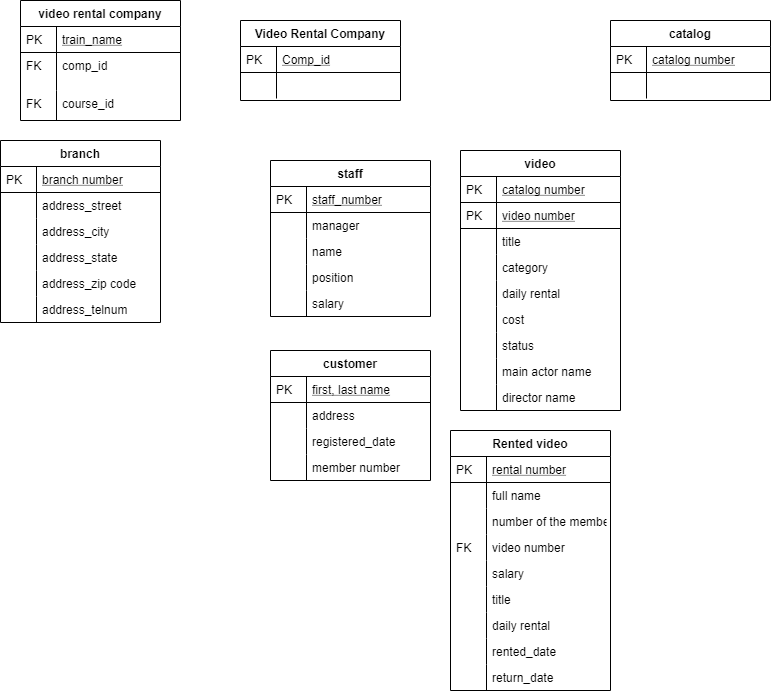 video rental company
PK train_name
FK comp_id
FK course_id
Video Rental Company
PK Comp_id
catalog
PK catalog number
branch
PK branch number
address_street
address_city
address_state
address_zip code
address_telnum
staff
PK staff_number
manager
name
position
salary
video
PK catalog number
PK video number
title
category
daily rental
cost
status
main actor name
director name
customer
PK first, last name
address
registered_date
member number
Rented video
PK rental number
full name
number of the membe
FK video number
salary
title
daily rental
rented_date
return_date